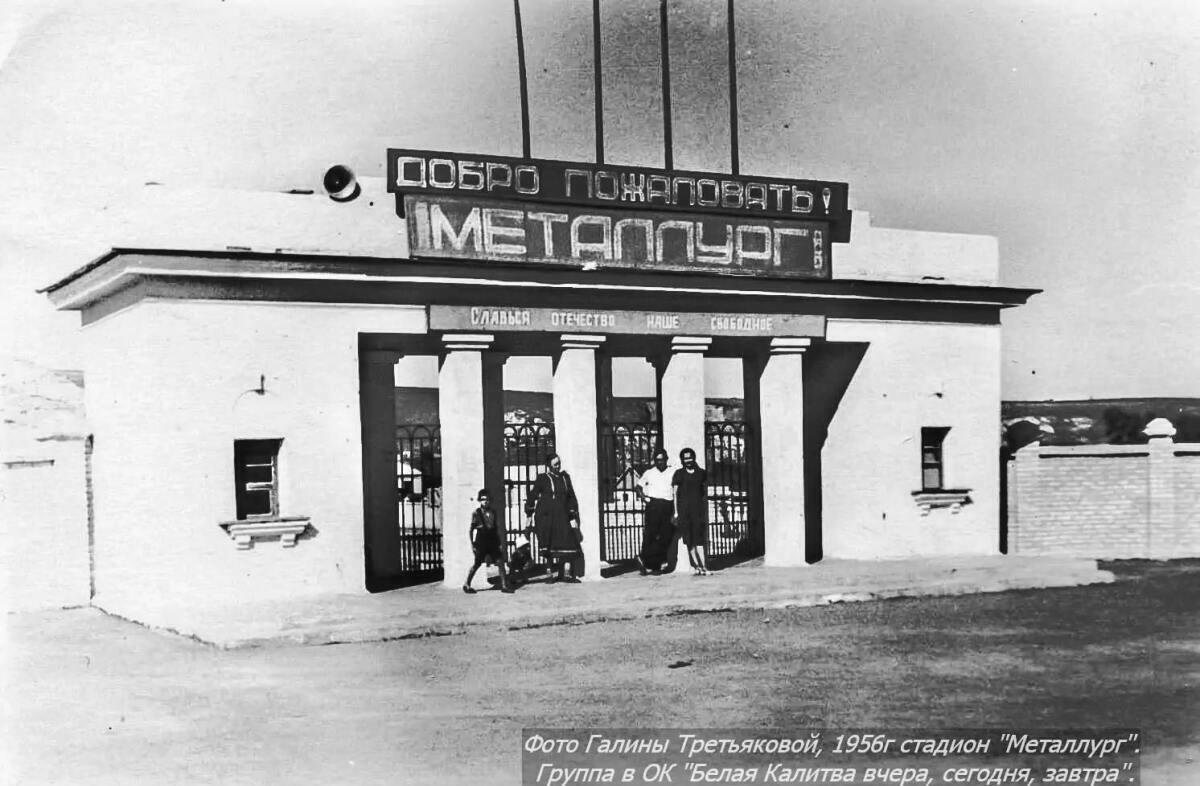 ДОБРО ПОЖАЛОВАТЬ!
МЕТАЛЛУРГ
СЛАВЬСЯ ОТЕЧЕСТВО НАШЕ СВОБОДНОЕ
Фото Галины Третьяковой, 1956г стадион "Металлург".
Группа в ОК "Белая Калитва вчера, сегодня, завтра".